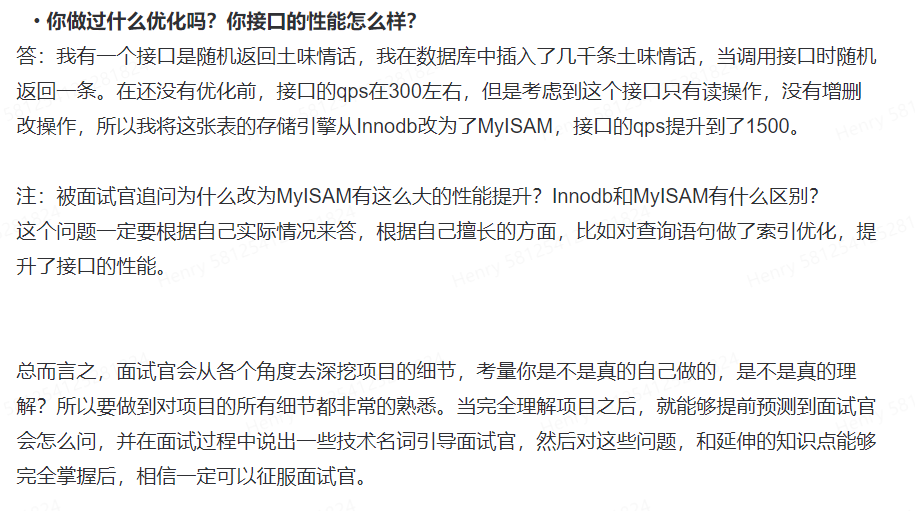 • 你做过什么优化吗？你接口的性能怎么样？
答：我有一个接口是随机返回土味情话，我在数据库中插入了几千条土味情话，当调用接口时随机
返回一条。在还没有优化前，接口的qps在300左右，但是考虑到这个接口只有读操作，没有增删
改操作，所以我将这张表的存储引擎从Innodb改为了MyISAM，接口的qps提升到了1500。
注：被面试官追问为什么改为MyISAM有这么大的性能提升？Innodb和MyISAM有什么区别？
这个问题一定要根据自己实际情况来答，根据自己擅长的方面，比如对查询语句做了索引优化，提
升了接口的性能。
总而言之，面试官会从各个角度去深挖项目的细节，考量你是不是真的自己做的，是不是真的理
解？所以要做到对项目的所有细节都非常的熟悉。当完全理解项目之后，就能够提前预测到面试官
会怎么问，并在面试过程中说出一些技术名词引导面试官，然后对这些问题，和延伸的知识点能够
完全掌握后，相信一定可以征服面试官。